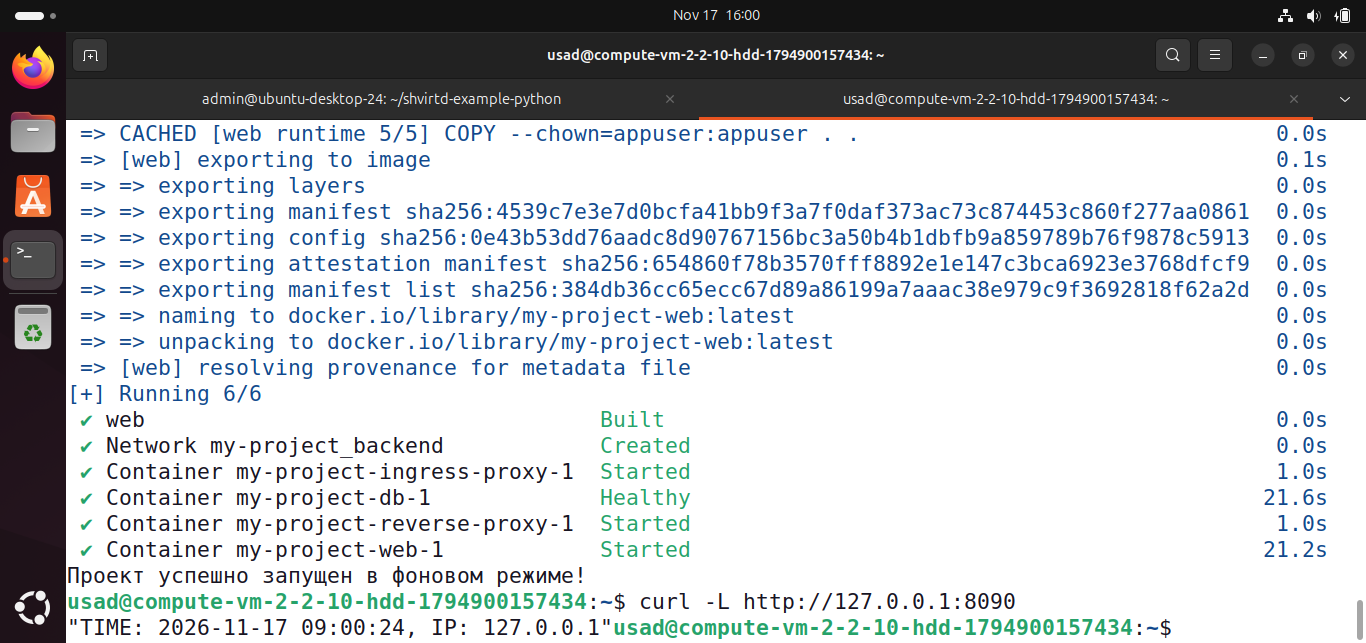 Nov 17 16:00
usad@compute-vm-2-2-10-hdd-1794900157434: ~
admin@ubuntu-desktop-24: ~/shvirtd-example-python
usad@compute-vm-2-2-10-hdd-1794900157434: ~
=> CACHED [web runtime 5/5] COPY --chown=appuser:appuser . . 0.0s
=> [web] exporting to image 0.1s
=> => exporting layers 0.0s
=> => exporting manifest sha256:4539c7e3e7d0bcfa41bb9f3a7f0daf373ac73c874453c860f277aa0861 0.0s
=> => exporting config sha256:0e43b53dd76aadc8d90767156bc3a50b4b1dbfb9a859789b76f9878c5913 0.0s
=> => exporting attestation manifest sha256:654860f78b3570fff8892e1e147c3bca6923e3768dfcf9 0.0s
=> => exporting manifest list sha256:384db36cc65ecc67d89a86199a7aaac38e979c9f3692818f62a2d 0.0s
=> => naming to docker.io/library/my-project-web:latest 0.0s
=> => unpacking to docker.io/library/my-project-web:latest 0.0s
=> [web] resolving provenance for metadata file 0.0s
[+] Running 6/6
✔ web Built 0.0s
✔ Network my-project_backend Created 0.0s
✔ Container my-project-ingress-proxy-1 Started 1.0s
✔ Container my-project-db-1 Healthy 21.6s
✔ Container my-project-reverse-proxy-1 Started 1.0s
✔ Container my-project-web-1 Started 21.2s
Проект успешно запущен в фоновом режиме!
usad@compute-vm-2-2-10-hdd-1794900157434:~$ curl -L http://127.0.0.1:8090
"TIME: 2026-11-17 09:00:24, IP: 127.0.0.1"usad@compute-vm-2-2-10-hdd-1794900157434:~$